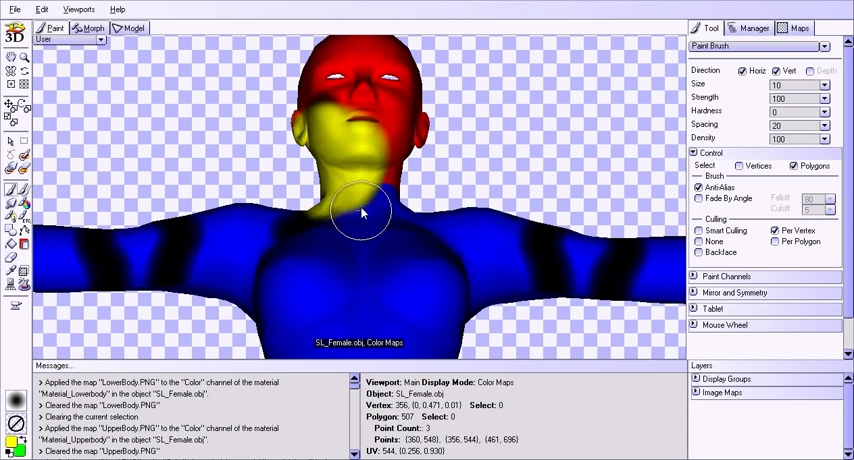 File Edit Viewports Help
3D
Paint Morph Model
User
SL_Female.obj, Color Maps
Tool Manager Maps
Paint Brush
Direction Horiz Vert Depth
Size 10
Strength 100
Hardness 0
Spacing 20
Density 100
Control
Select Vertices Polygons
Brush
Anti-Alias
Fade By Angle Falloff 80
Cutoff 5
Culling
Smart Culling Per Vertex
None Per Polygon
Backface
Paint Channels
Mirror and Symmetry
Tablet
Mouse Wheel
Messages...
> Applied the map "LowerBody.PNG" to the "Color" channel of the material
"Material_Lowerbody" in the object "SL_Female.obj".
> Cleared the map "LowerBody.PNG"
> Clearing the current selection
> Applied the map "UpperBody.PNG" to the "Color" channel of the material
"Material_Upperbody" in the object "SL_Female.obj".
> Cleared the map "UpperBody.PNG"
Viewport: Main Display Mode: Color Maps
Object: SL_Female.obj
Vertex: 356, (0, 0.471, 0.01) Select: 0
Polygon: 507 Select: 0
Point Count:: 3
Points: {360, 548}, {356, 544}, {461, 696}
UV: 544, (0.256, 0.930)
Layers
Display Groups
Image Maps